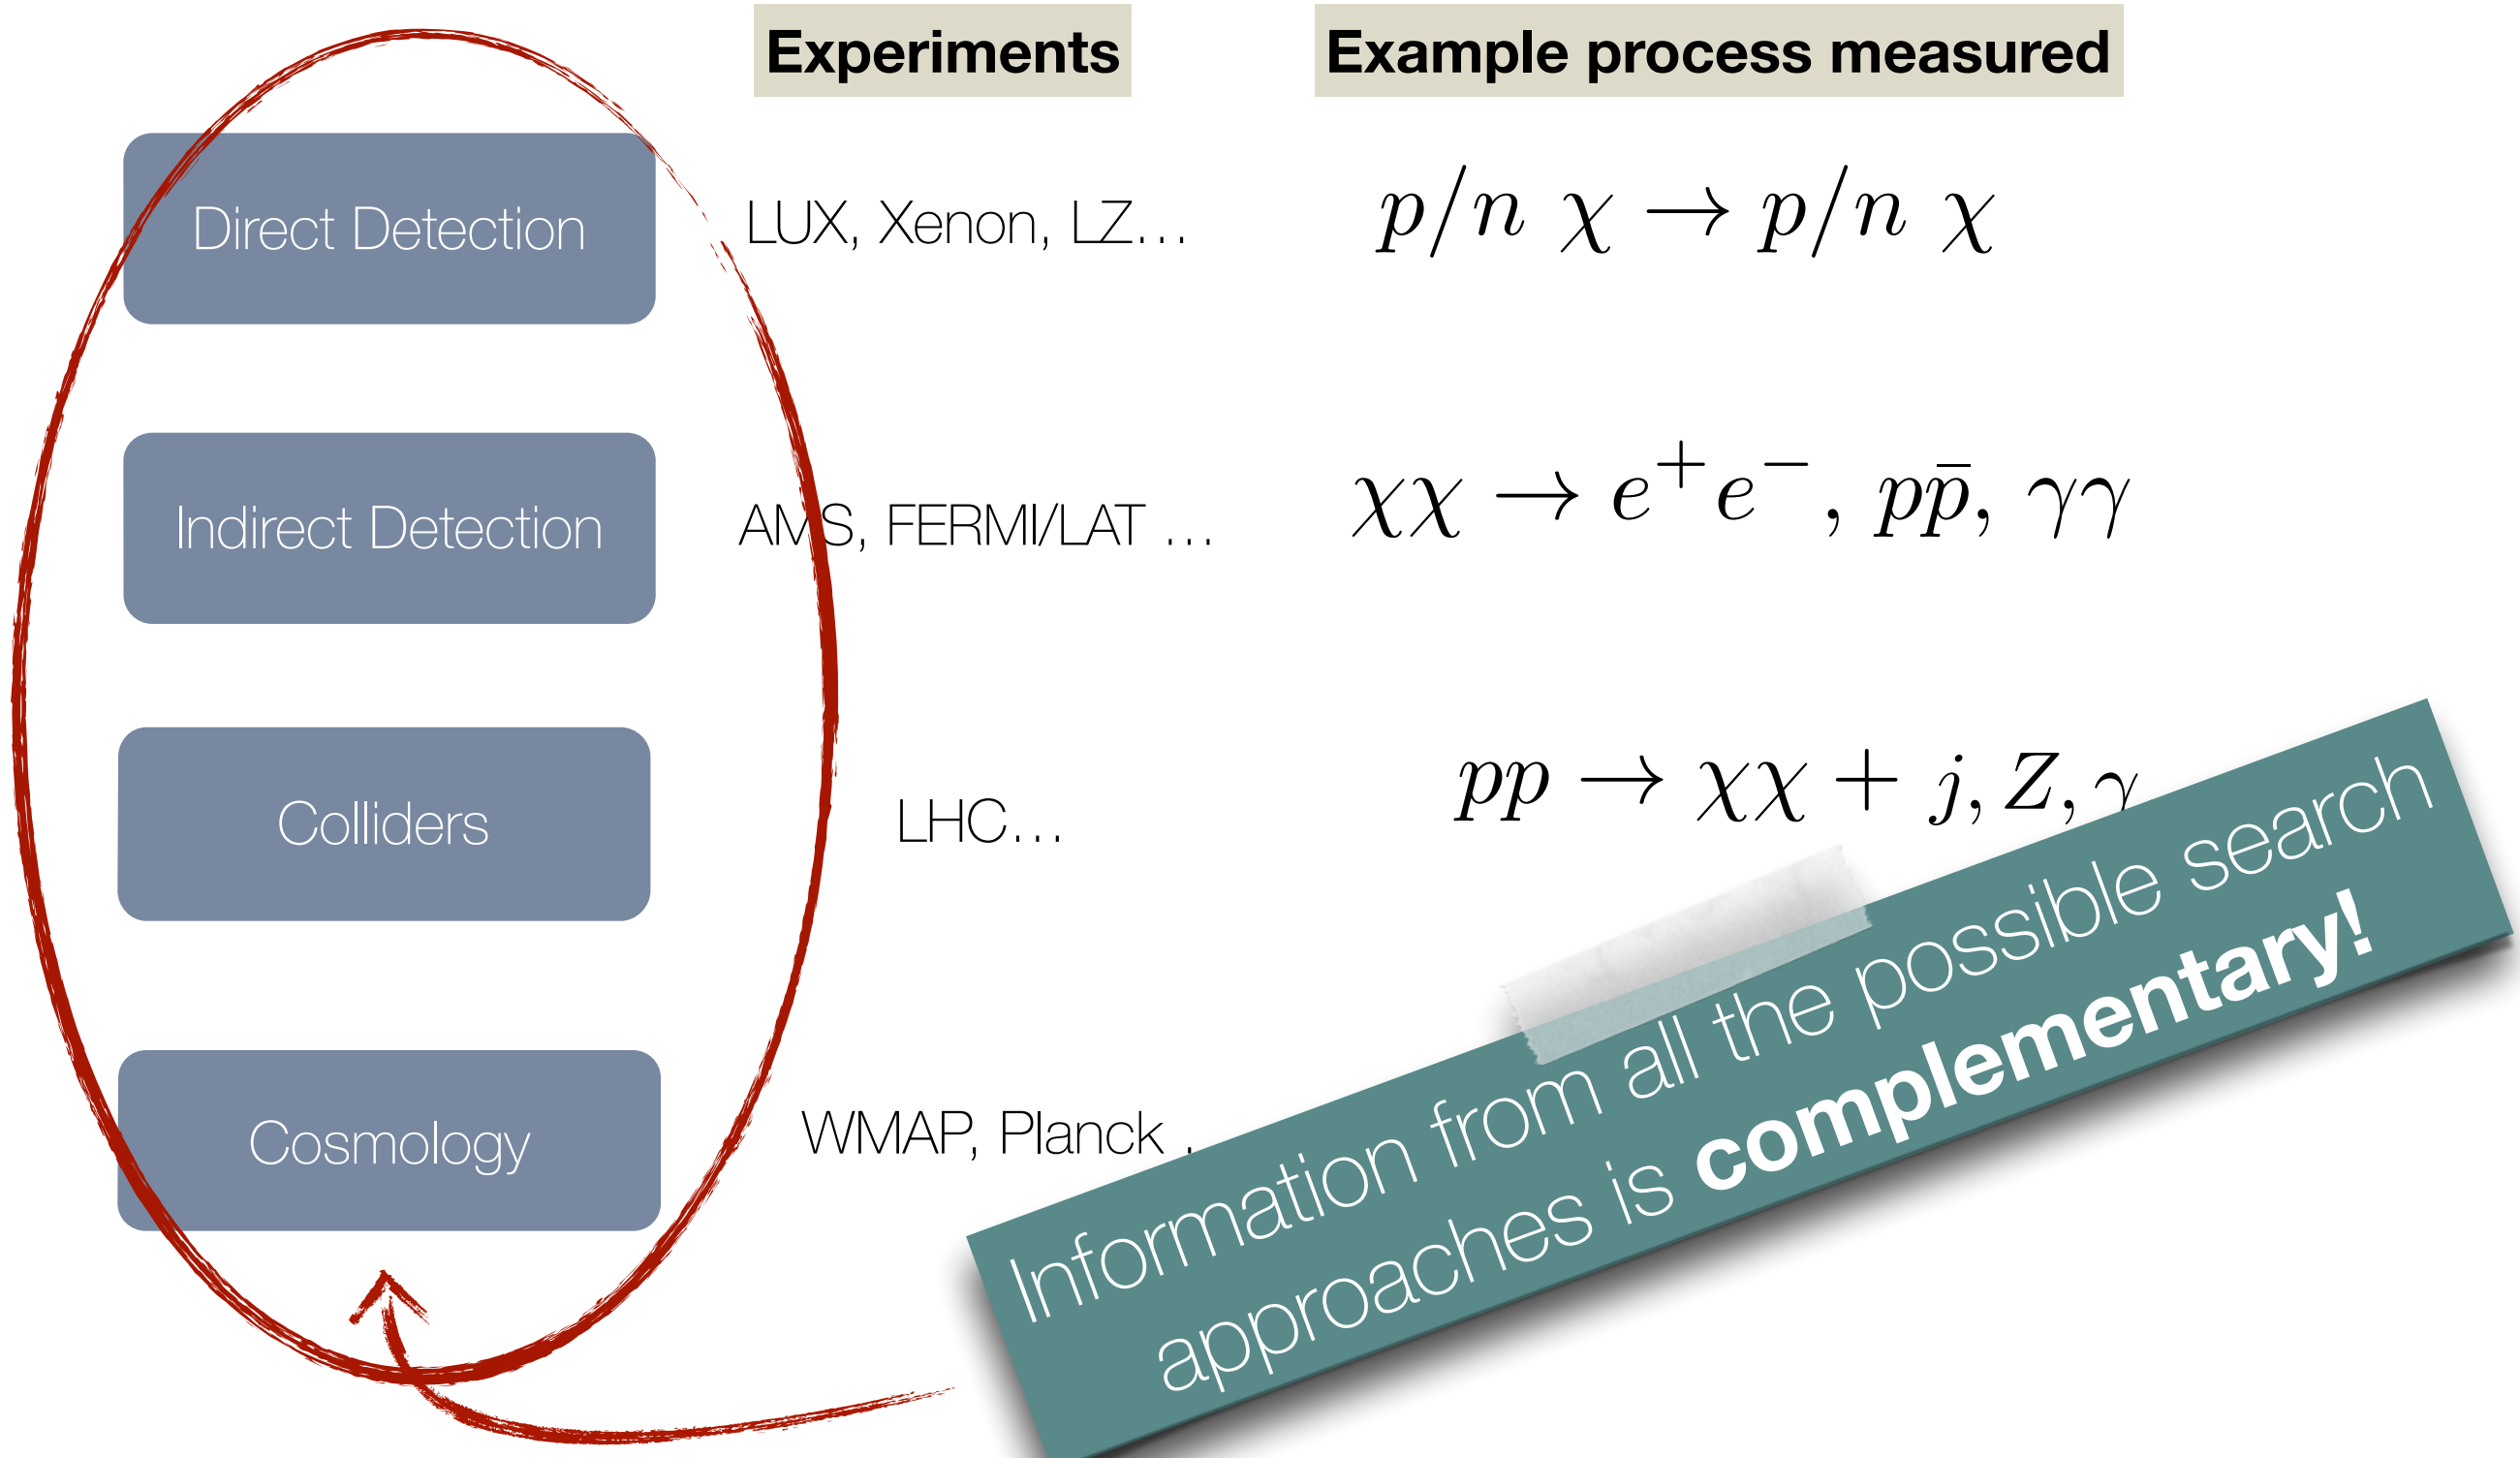 Experiments Example process measured
Direct Detection LUX, Xenon, LZ… p/n χ → p/n χ
Indirect Detection AMS, FERMI/LAT … χχ → e⁺e⁻, pp̄, γγ
Colliders LHC… pp → χχ + j, Z, γ
Cosmology WMAP, Planck .
Information from all the possible search
approaches is complementary!